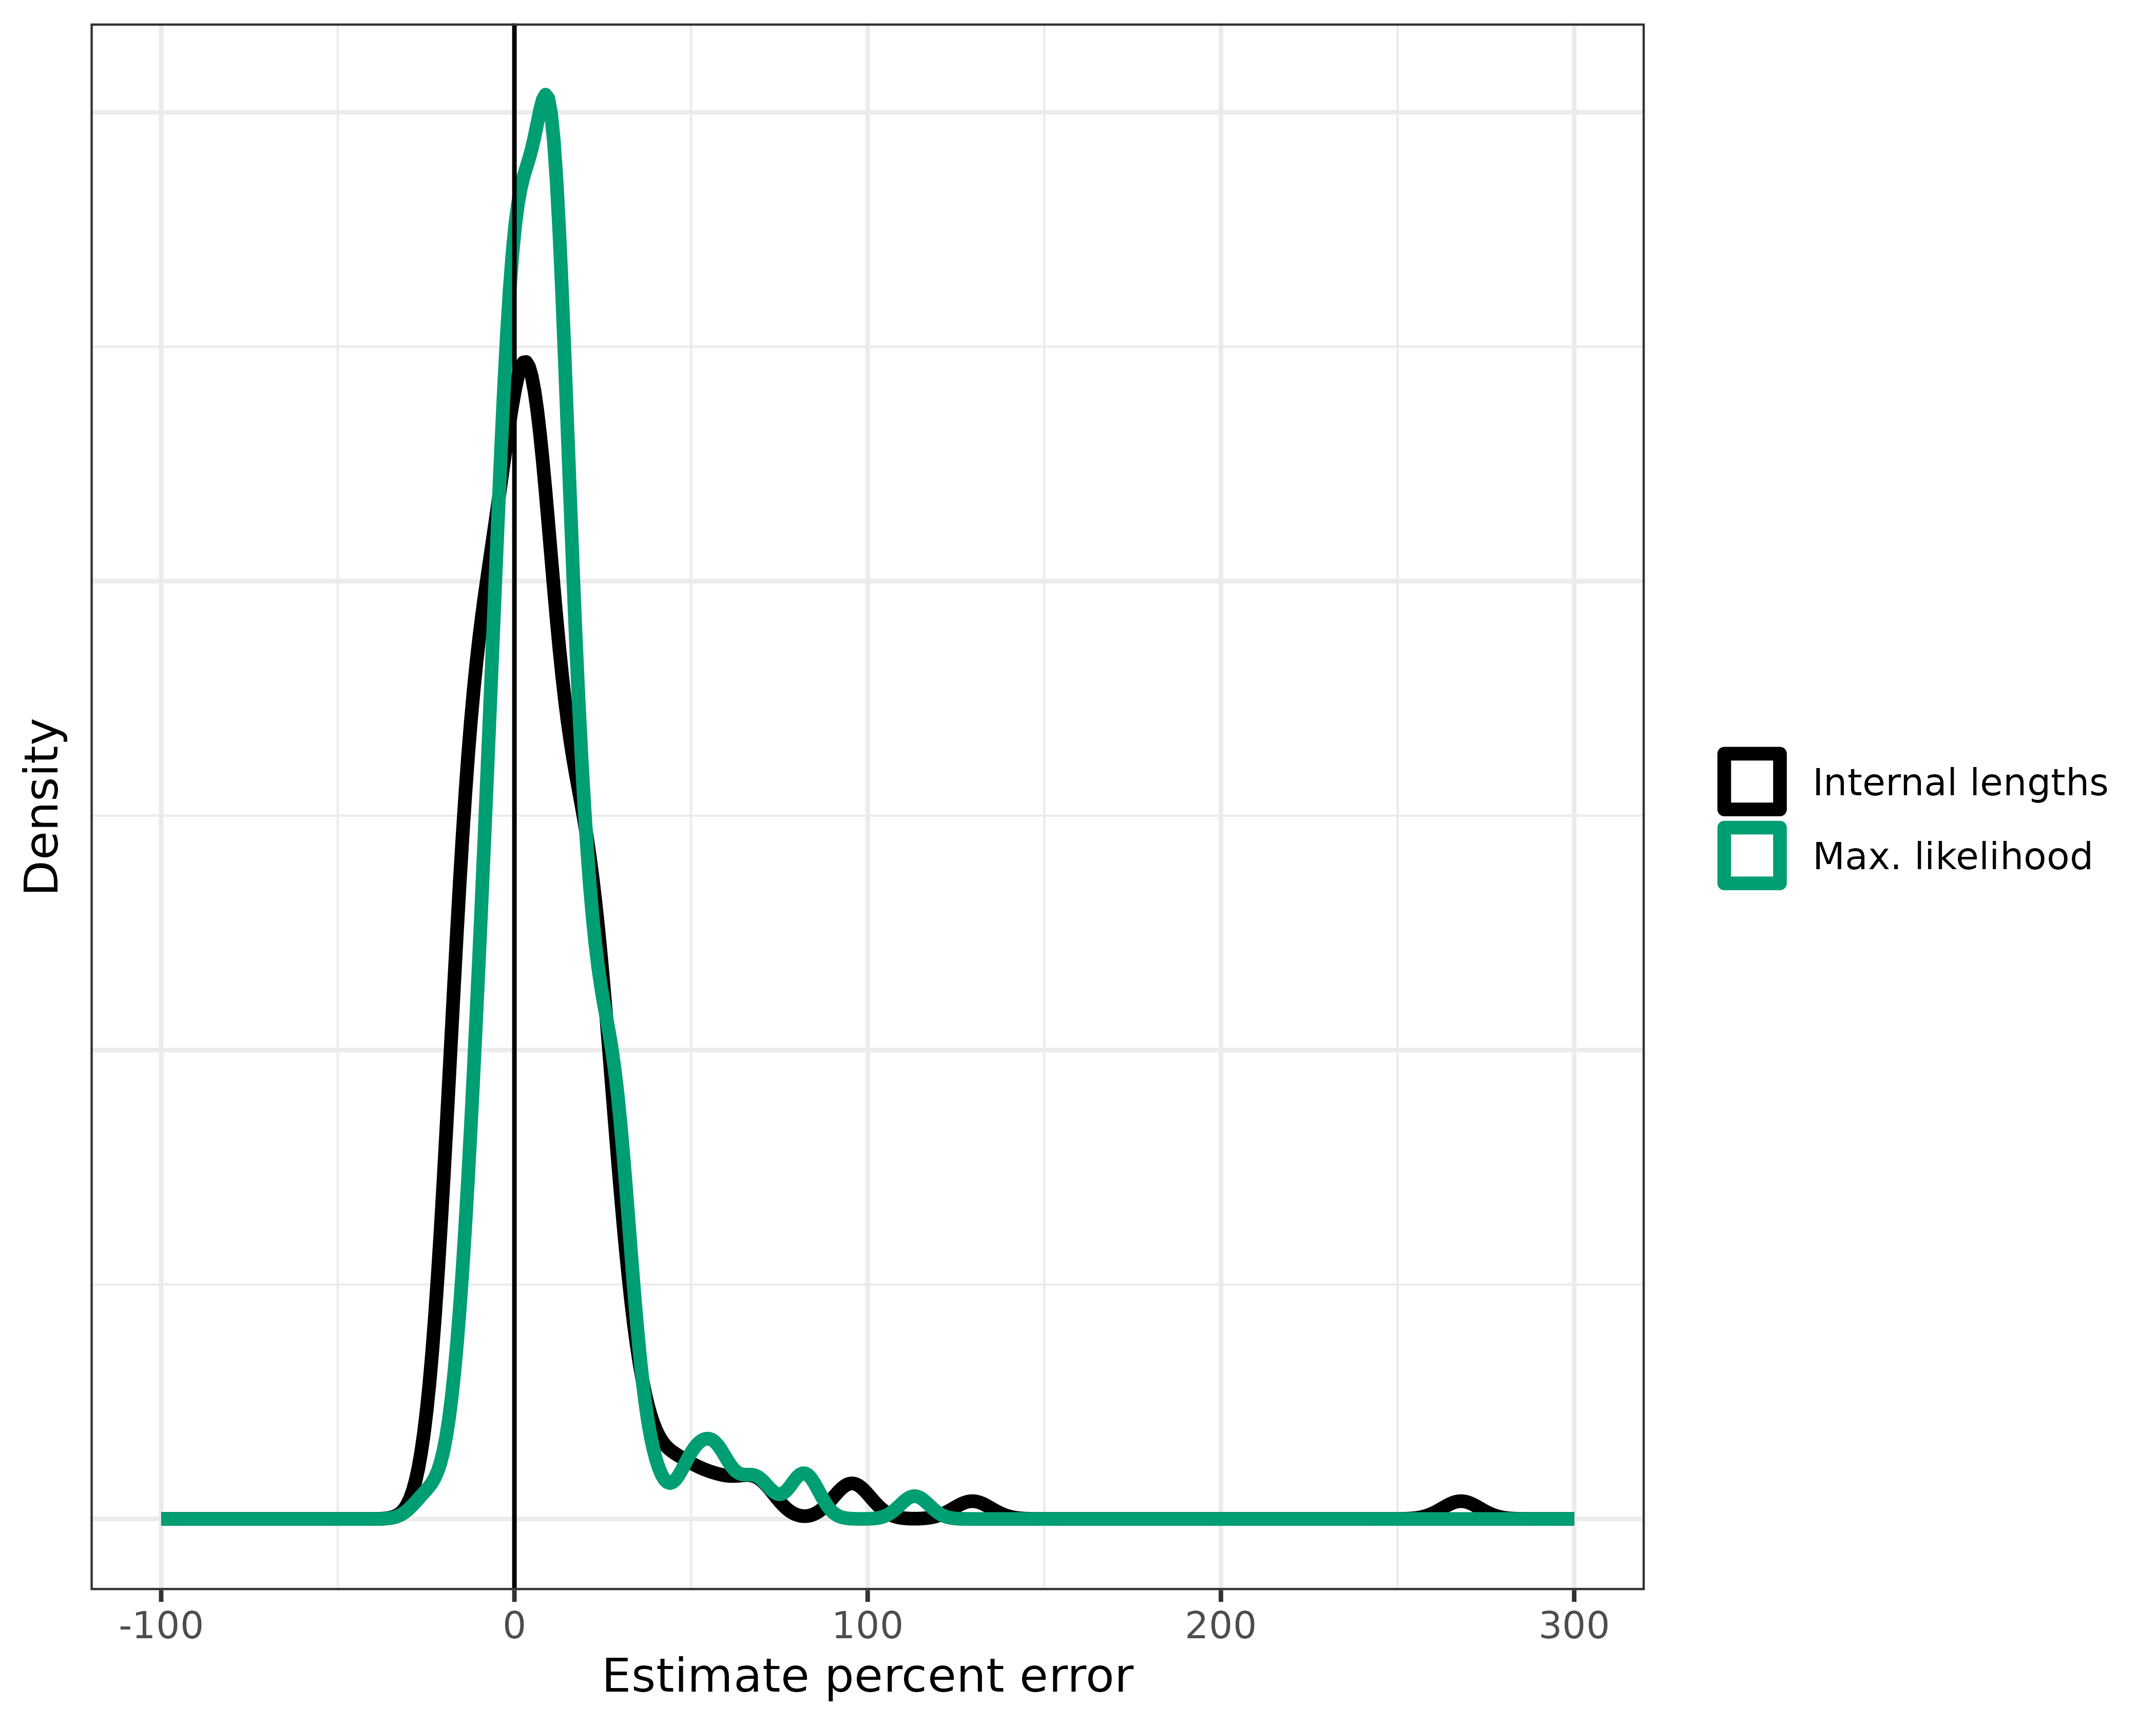 Density
Internal lengths
Max. likelihood
-100 0 100 200 300
Estimate percent error